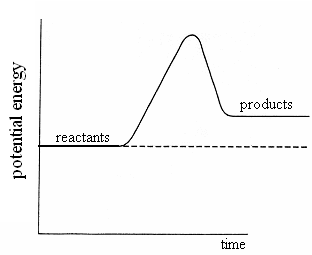 potential energy
products
reactants
time